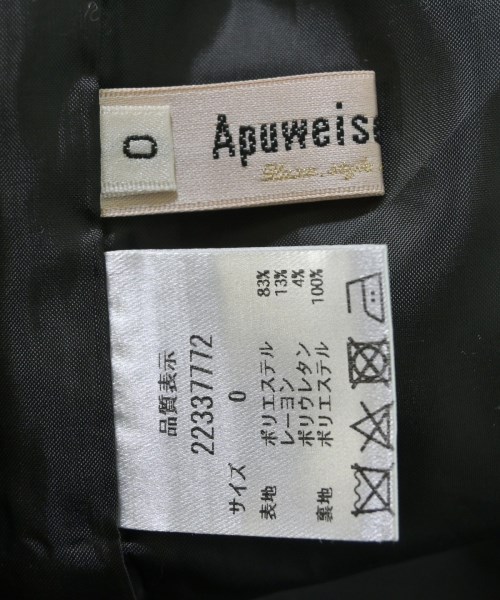 0
Apuweis
品質表示
22337772
サイズ 0
表地 ポリエステル 83%
レーヨン 13%
ポリウレタン 4%
裏地 ポリエステル 100%